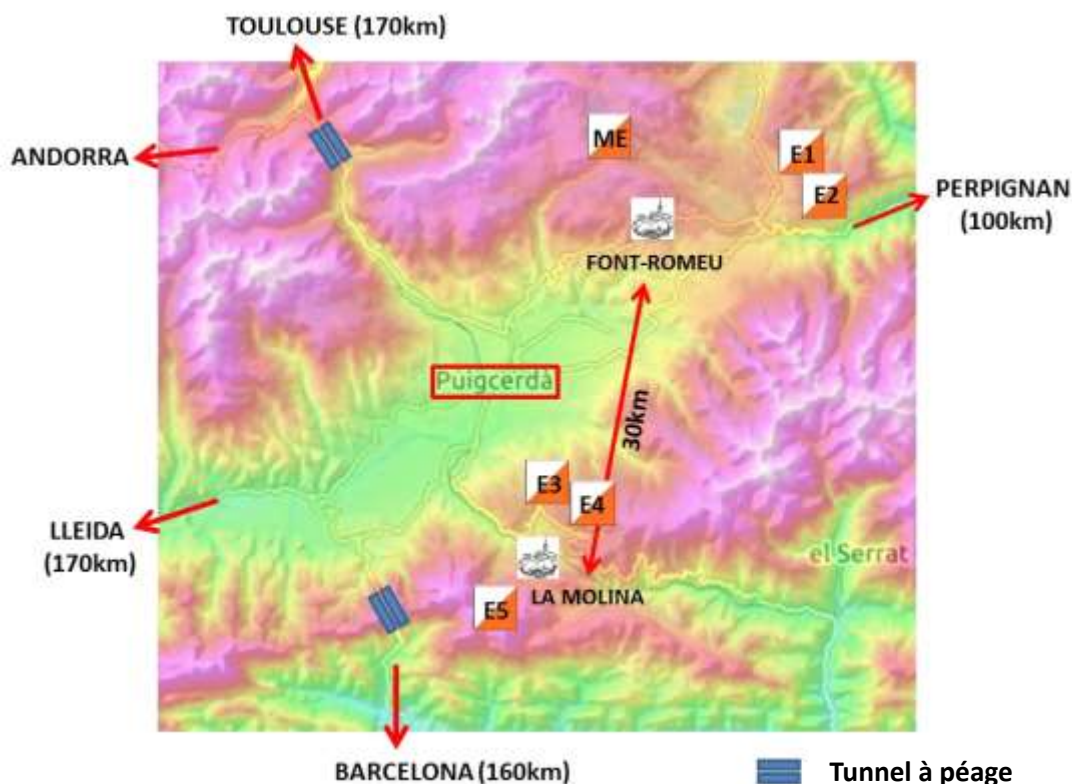 TOULOUSE (170km)
ANDORRA
ME
E1
E2
PERPIGNAN
(100km)
FONT-ROMEU
Puigcerdà
30km
E3
E4
LLEIDA
(170km)
el Serrat
LA MOLINA
E5
BARCELONA (160km)
Tunnel à péage